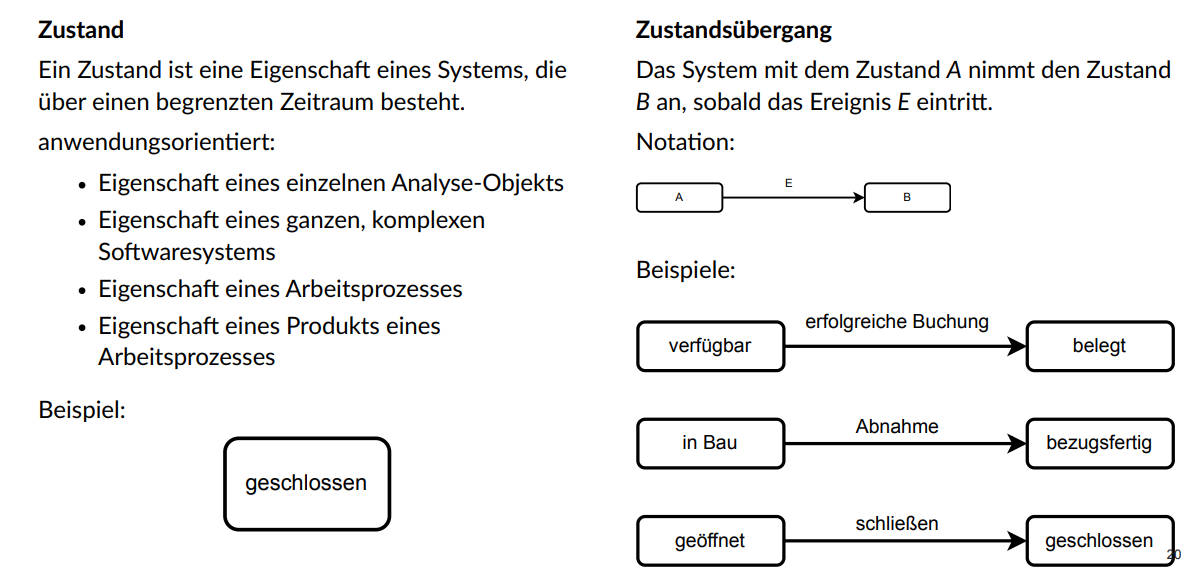 Zustand
Ein Zustand ist eine Eigenschaft eines Systems, die
über einen begrenzten Zeitraum besteht.
anwendungsorientiert:
• Eigenschaft eines einzelnen Analyse-Objekts
• Eigenschaft eines ganzen, komplexen
Softwaresystems
• Eigenschaft eines Arbeitsprozesses
• Eigenschaft eines Produkts eines
Arbeitsprozesses
Beispiel:
geschlossen
Zustandsübergang
Das System mit dem Zustand A nimmt den Zustand
B an, sobald das Ereignis E eintritt.
Notation:
A E B
Beispiele:
verfügbar erfolgreiche Buchung belegt
in Bau Abnahme bezugsfertig
geöffnet schließen geschlossen
20